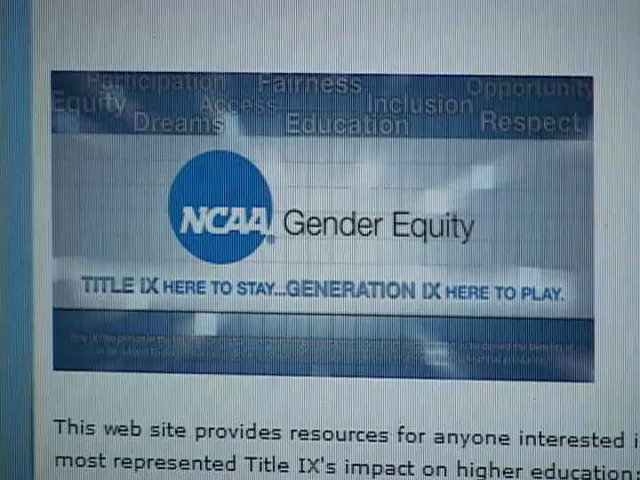 Participation Fairness Opportunity
Equity Access Inclusion
Dreams Education Respect
NCAA Gender Equity
TITLE IX HERE TO STAY...GENERATION IX HERE TO PLAY.
This web site provides resources for anyone interested i
most represented Title IX's impact on higher education: